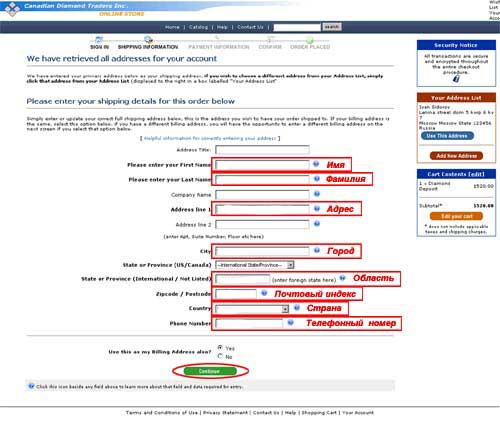 Canadian Diamond Traders Inc.
ONLINE STORE
Wish
List
Your
Account
Home | Catalog | Help | Contact Us | search
SIGN IN SHIPPING INFORMATION PAYMENT INFORMATION CONFIRM ORDER PLACED
We have retrieved all addresses for your account
We have entered your primary address below as your shipping address. If you wish to choose a different address from your Address List, simply
click that address from your Address List (displayed to the right in a box labelled "Your Address List"
Please enter your shipping details for this order below
Simply enter or update your correct full shipping address below, this is the address you wish to have your order shipped to. If your billing address is
the same, select this option below, if you have a different billing address, you will have the opportunity to enter a different billing address on the
next screen if you select that option below.
[ Helpful information for correctly entering your address ]
Address Title:
Please enter your First Name Имя
Please enter your Last Name Фамилия
Company Name
Address line 1 Адрес
Address line 2
(enter Apt, Suite Number, Floor etc here)
City Город
State or Province (US/Canada) --International State/Province--
State or Province (International / Not Listed) (enter foreign state here) Область
Zipcode / Postcode Почтовый индекс
Country Страна
Phone Number Телефонный номер
Use this as my Billing Address also? Yes
No
Continue
Click this icon beside any field above to learn more about that field and data required by entry.
Terms and Conditions of Use | Privacy Statement | Contact Us | Help | Shopping Cart | Your Account
Security Notice
All transactions are secure
and encrypted throughout
the entire checkout
procedure.
Your Address List
Ivan Sidorov
Lenina street dom 5 kvrp 6 kv
7
Moscow Moscow State 123456
Russia
Use This Address
Add New Address
Cart Contents [edit]
1 x Diamond
Deposit 1520.00
Subtotal* 1520.00
Edit your cart
* does not include applicable
taxes and shipping charges.